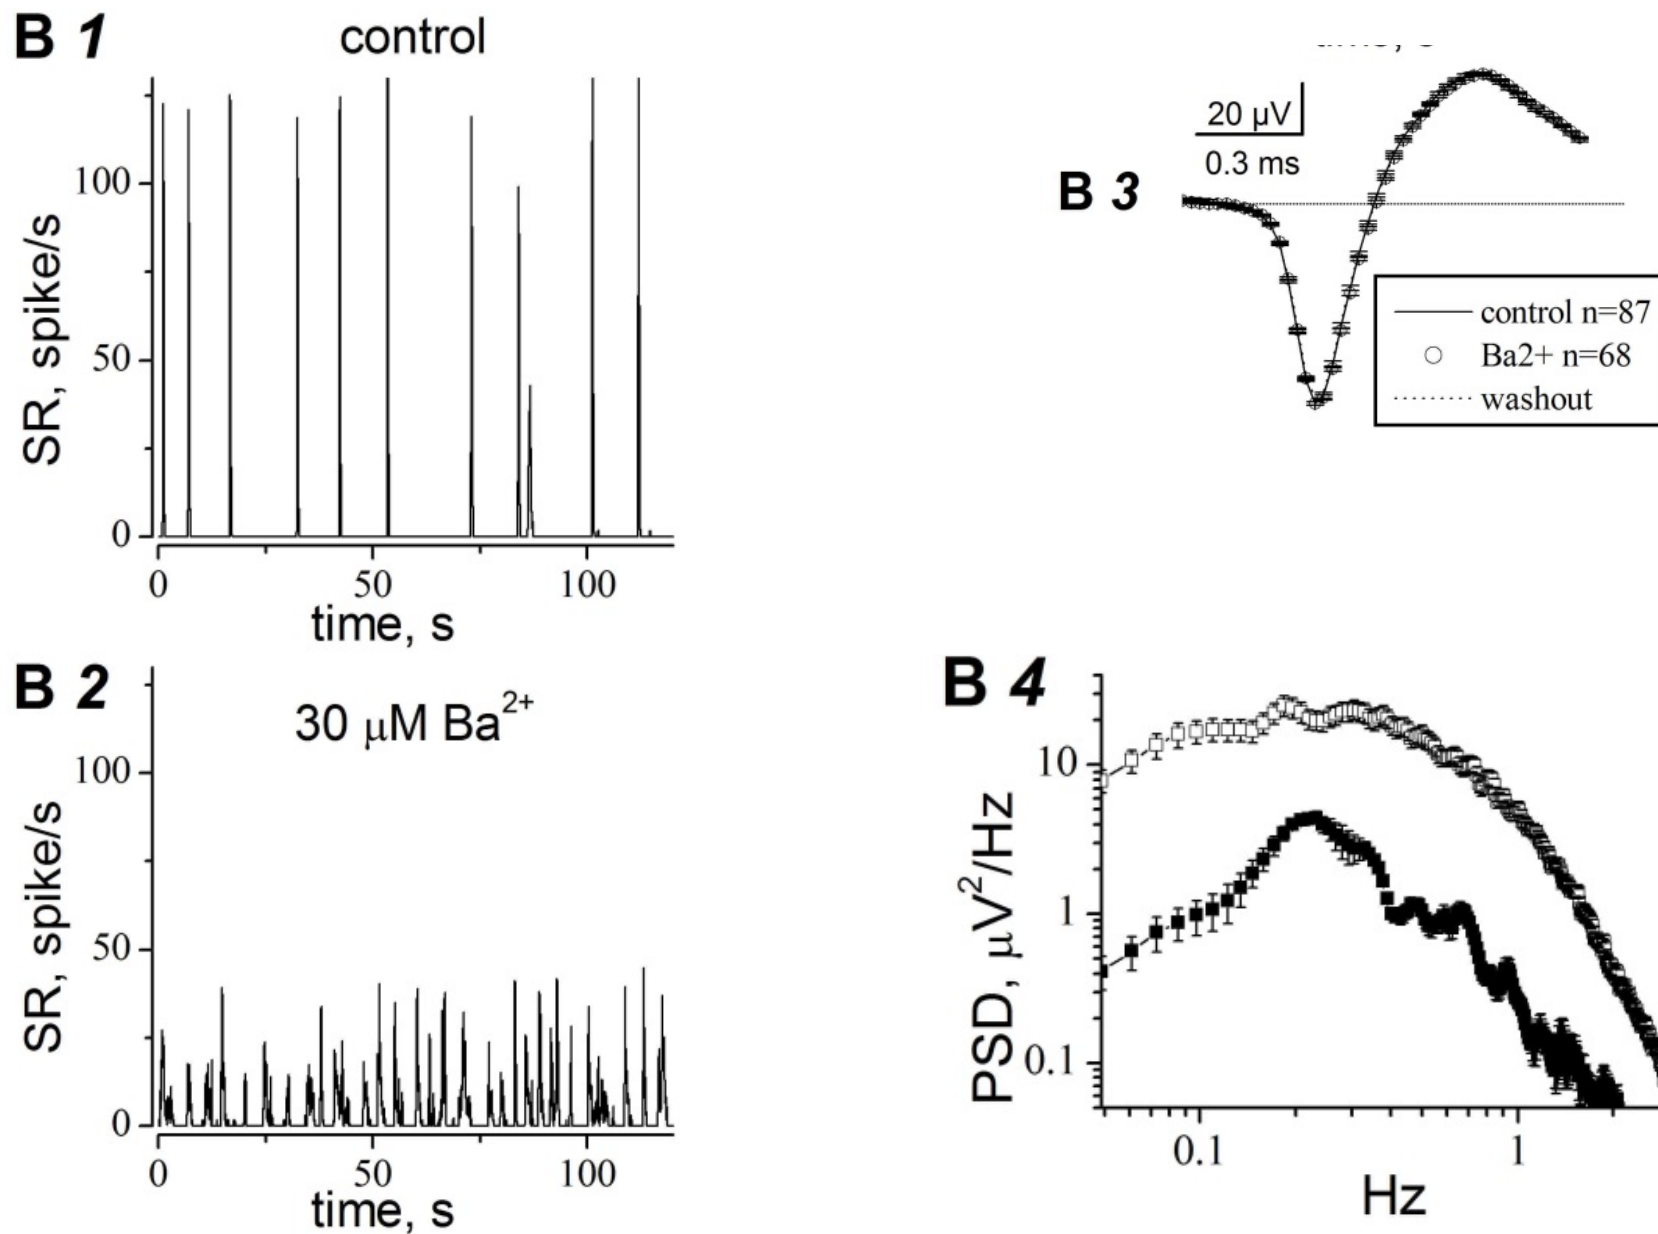 B 1
control
100
50
0
SR, spike/s
0 50 100
time, s
B 2
30 μM Ba2+
100
50
0
SR, spike/s
0 50 100
time, s
20 μV
0.3 ms
B 3
control n=87
Ba2+ n=68
washout
B 4
10
1
0.1
PSD, μV2/Hz
0.1 1
Hz